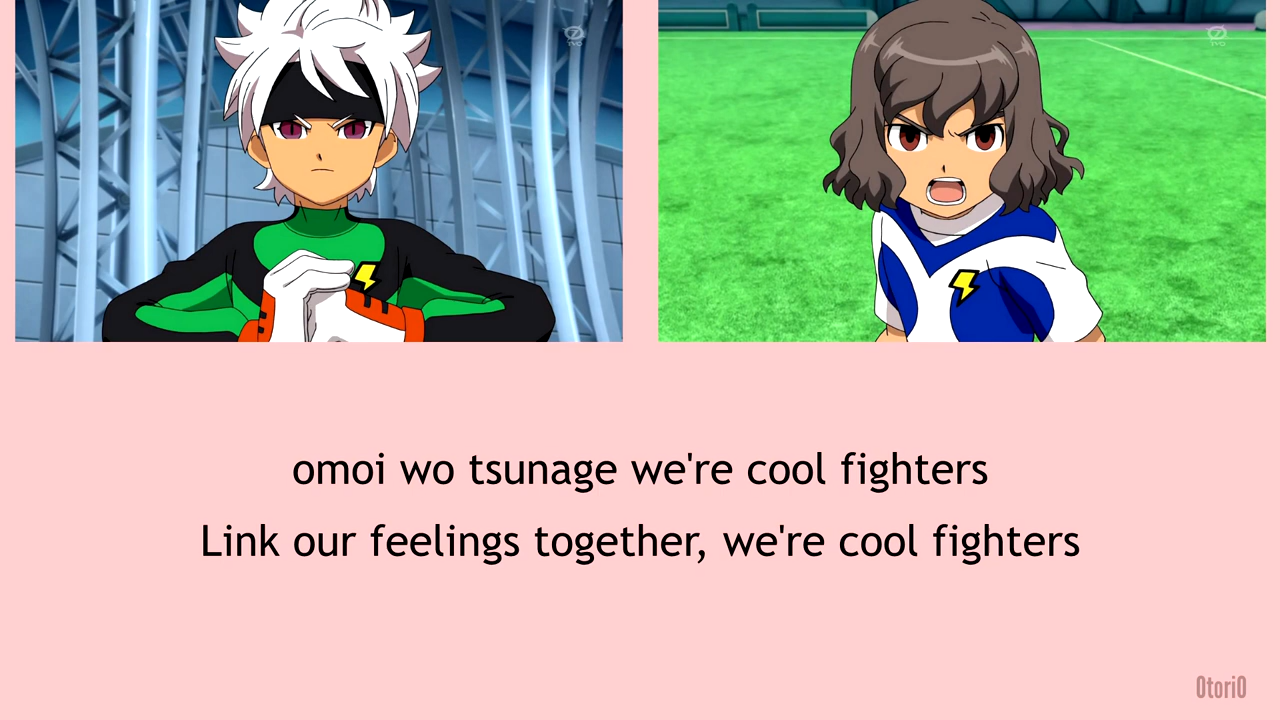 omoi wo tsunage we're cool fighters
Link our feelings together, we're cool fighters
OtoriO